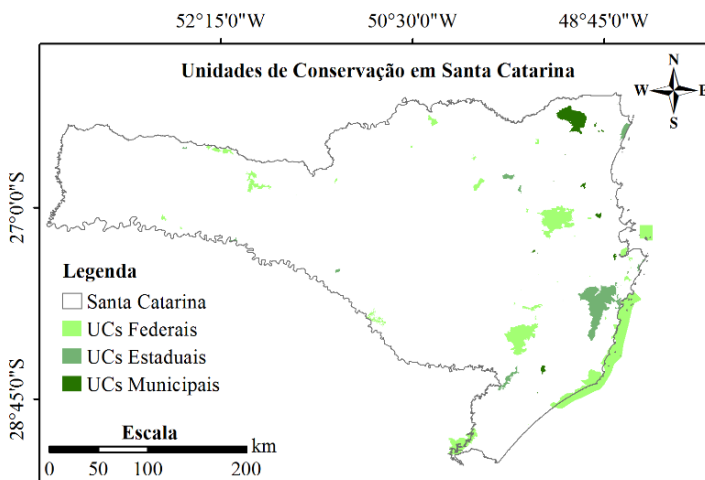 52°15'0"W 50°30'0"W 48°45'0"W
Unidades de Conservação em Santa Catarina
N
W E
S
27°0'0"S
28°45'0"S
Legenda
Santa Catarina
UCs Federais
UCs Estaduais
UCs Municipais
Escala
km
0 50 100 200